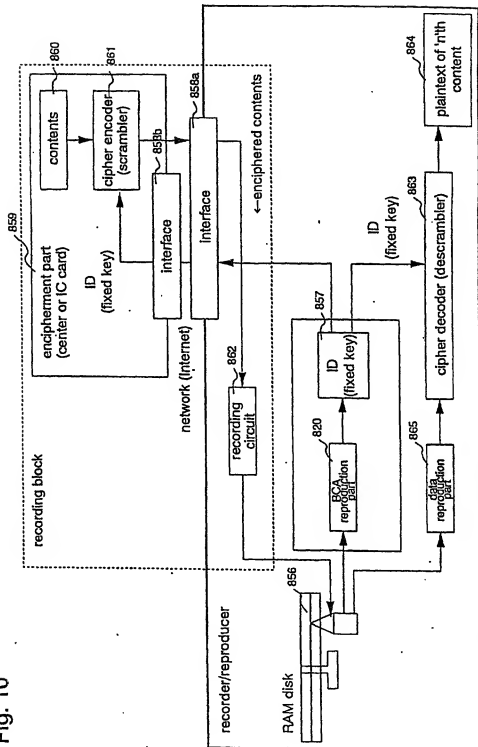 Fig. 10
recording block
859
encipherment part
(center or IC card)
860
contents
861
cipher encoder
(scrambler)
ID
(fixed key)
858b
interface
network (Internet)
858a
Interface
←enciphered contents
862
recording
circuit
recorder/reproducer
RAM disk
856
820
BCA
reproduction
part
857
ID
(fixed key)
ID
(fixed key)
865
data
reproduction
part
863
cipher decoder (descrambler)
864
plaintext of 'n'th
content